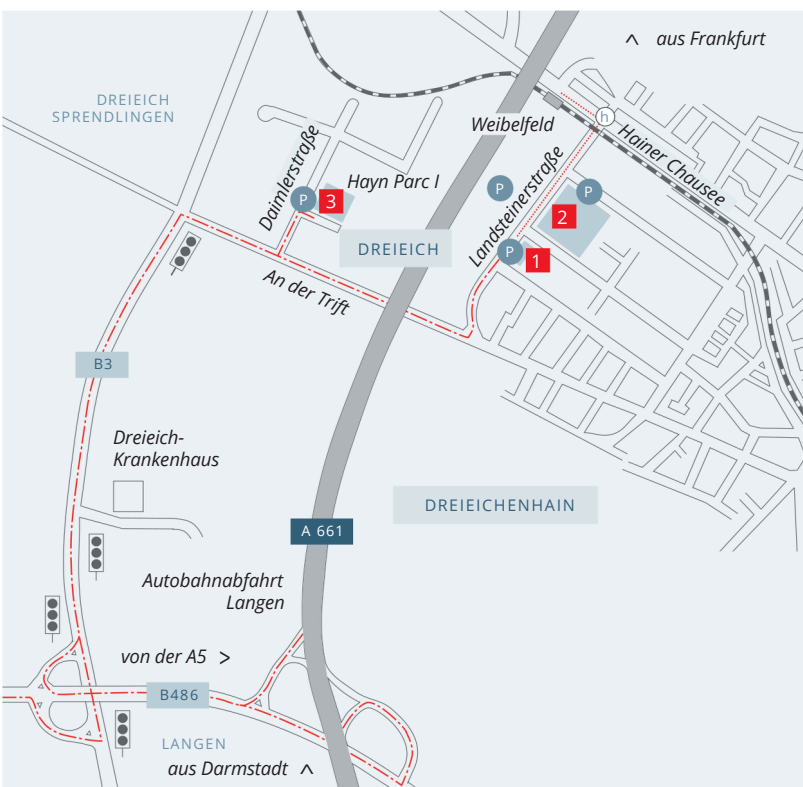 aus Frankfurt
DREIEICH
SPRENDLINGEN
Weibelfeld
h
Hainer Chausee
Daimlerstraße
Hayn Parc I
Landsteinerstraße
P
P
P
3
2
DREIEICH
P
1
An der Trift
B3
Dreieich-
Krankenhaus
DREIEICHENHAIN
A 661
Autobahnabfahrt
Langen
von der A5 >
B486
LANGEN
aus Darmstadt